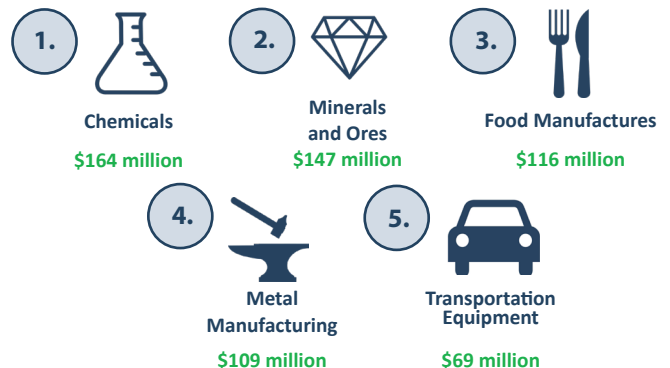 1.
Chemicals
$164 million
2.
Minerals
and Ores
$147 million
3.
Food Manufactures
$116 million
4.
Metal
Manufacturing
$109 million
5.
Transportation
Equipment
$69 million